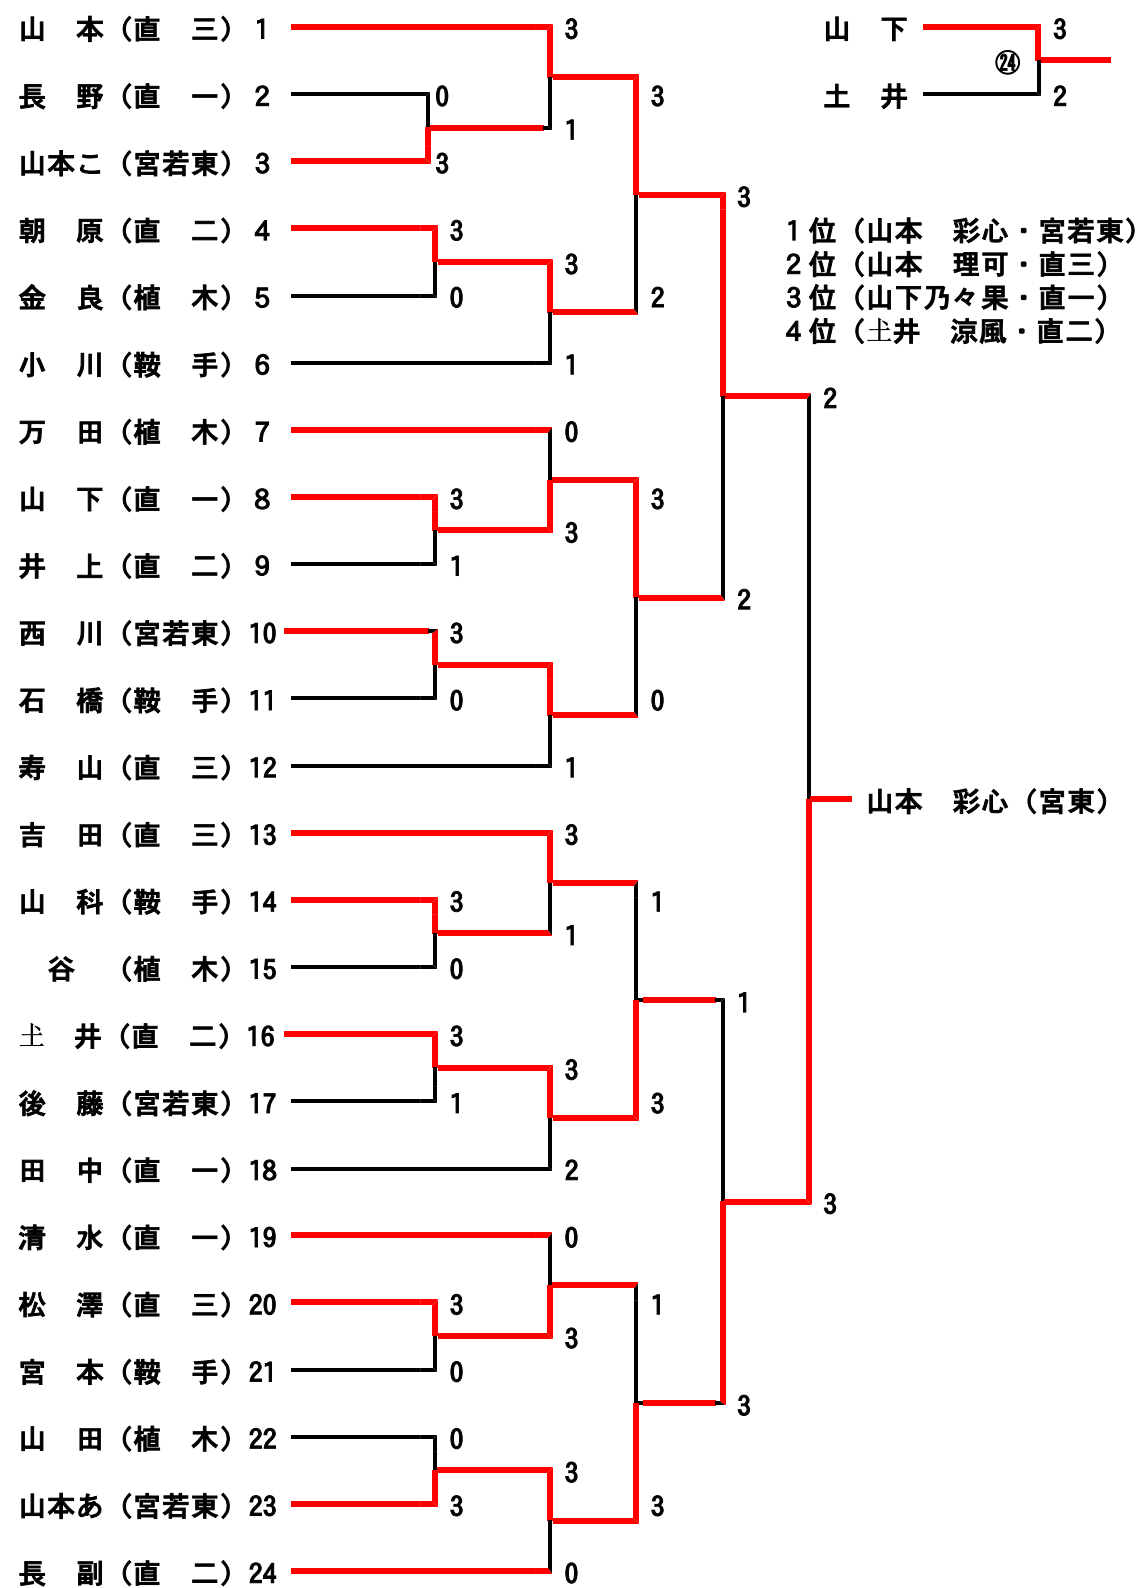 山　本（直　三）1
3
山　下
3
㉔
長　野（直　一）2
0
3
土　井
2
1
山本こ（宮若東）3
3
3
朝　原（直　二）4
3
1位（山本　彩心・宮若東）
3
2位（山本　理可・直三）
金　良（植　木）5
0
2
3位（山下乃々果・直一）
4位（土井　涼風・直二）
小　川（鞍　手）6
1
2
万　田（植　木）7
0
山　下（直　一）8
3
3
3
井　上（直　二）9
1
2
西　川（宮若東）10
3
石　橋（鞍　手）11
0
0
寿　山（直　三）12
1
山本　彩心（宮東）
吉　田（直　三）13
3
山　科（鞍　手）14
3
1
1
谷　（植　木）15
0
1
土　井（直　二）16
3
3
後　藤（宮若東）17
1
3
田　中（直　一）18
2
3
清　水（直　一）19
0
松　澤（直　三）20
3
1
3
宮　本（鞍　手）21
0
3
山　田（植　木）22
0
3
山本あ（宮若東）23
3
3
長　副（直　二）24
0